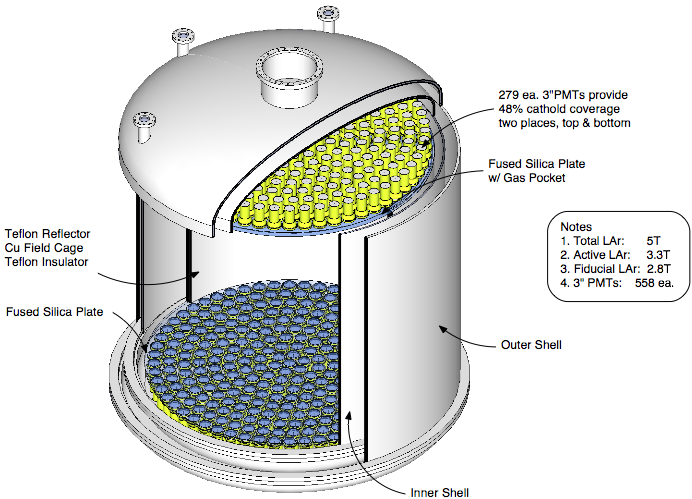 279 ea. 3"PMTs provide
48% cathold coverage
two places, top & bottom
Fused Silica Plate
w/ Gas Pocket
Teflon Reflector
Cu Field Cage
Teflon Insulator
Notes
1. Total LAr: 5T
2. Active LAr: 3.3T
3. Fiducial LAr: 2.8T
4. 3" PMTs: 558 ea.
Fused Silica Plate
Outer Shell
Inner Shell